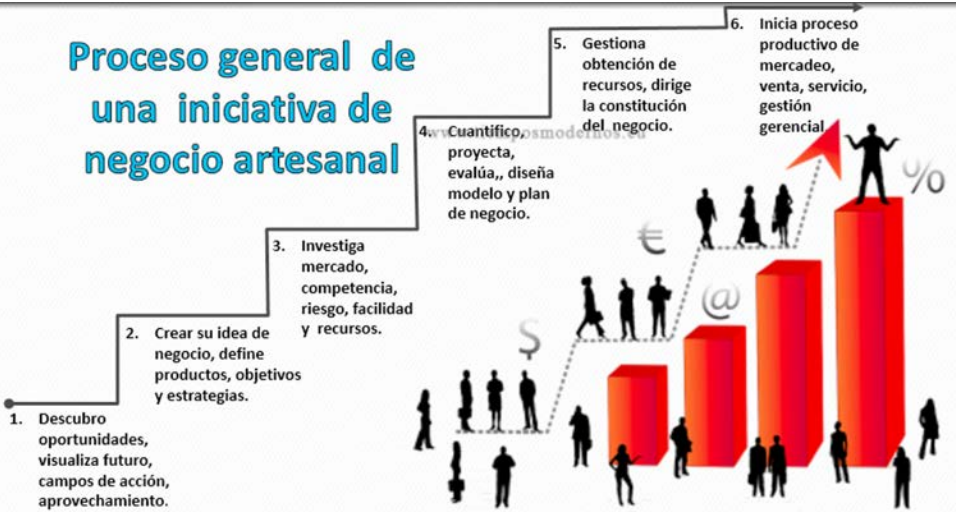 Proceso general de
una iniciativa de
negocio artesanal
1. Descubro
oportunidades,
visualiza futuro,
campos de acción,
aprovechamiento.
2. Crear su idea de
negocio, define
productos, objetivos
y estrategias.
3. Investiga
mercado,
competencia,
riesgo, facilidad
y recursos.
4. Cuantifico,
proyecta,
evalúa,, diseña
modelo y plan
de negocio.
5. Gestiona
obtención de
recursos, dirige
la constitución
del negocio.
6. Inicia proceso
productivo de
mercadeo,
venta, servicio,
gestión
gerencial
$
€
@
%